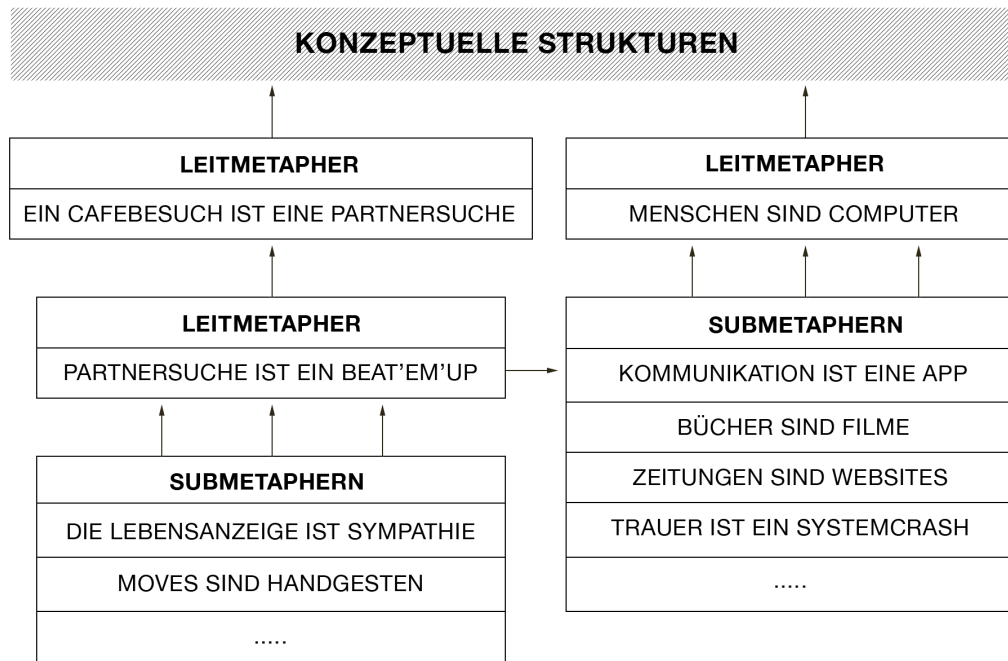 KONZEPTUELLE STRUKTUREN
LEITMETAPHER
EIN CAFEBESUCH IST EINE PARTNERSUCHE
LEITMETAPHER
PARTNERSUCHE IST EIN BEAT’EM’UP
SUBMETAPHERN
DIE LEBENSANZEIGE IST SYMPATHIE
MOVES SIND HANDGESTEN
.....
LEITMETAPHER
MENSCHEN SIND COMPUTER
SUBMETAPHERN
KOMMUNIKATION IST EINE APP
BÜCHER SIND FILME
ZEITUNGEN SIND WEBSITES
TRAUER IST EIN SYSTEMCRASH
.....